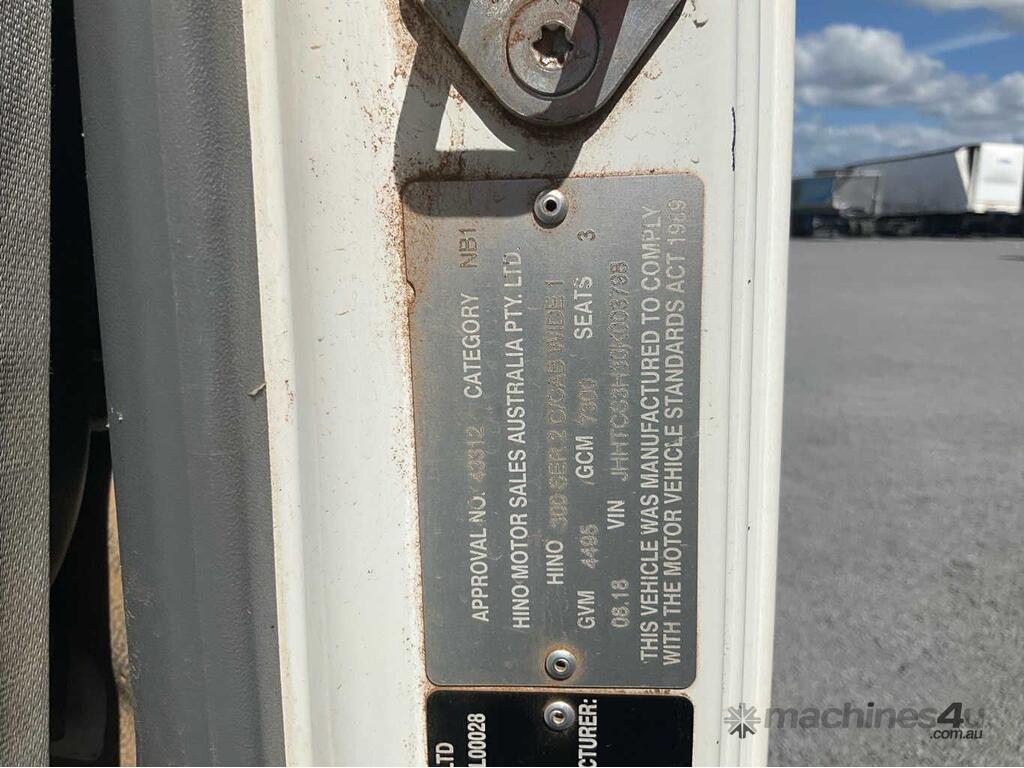 APPROVAL NO. 43312 CATEGORY NB1
HINO MOTOR SALES AUSTRALIA PTY. LTD.
HINO 300 SER 2 C/CAB WIDE 1
GVM 4495 /GCM 7300 SEATS 3
08.18 VIN
THIS VEHICLE WAS MANUFACTURED TO COMPLY
WITH THE MOTOR VEHICLE STANDARDS ACT 1989
LTD
L00028
CTURER:
machines4u
.com.au